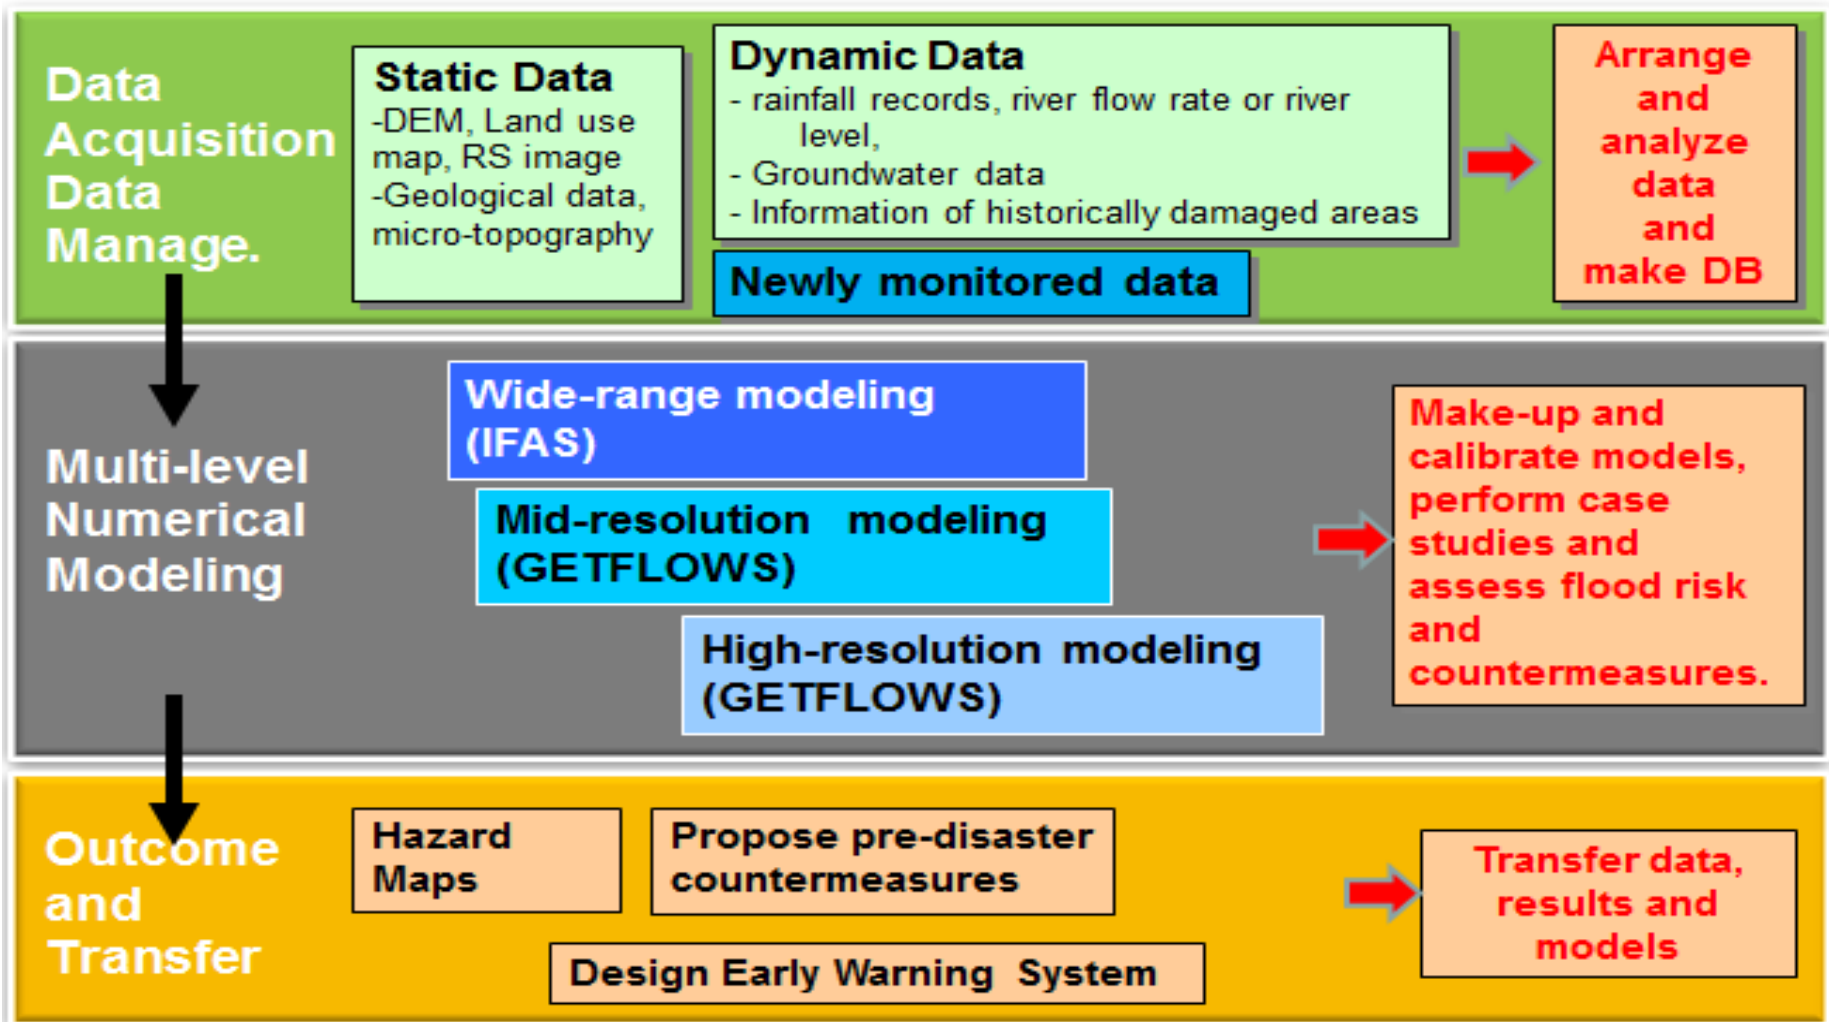 Data
Acquisition
Data
Manage.
Static Data
-DEM, Land use
map, RS image
-Geological data,
micro-topography
Dynamic Data
- rainfall records, river flow rate or river
level,
- Groundwater data
- Information of historically damaged areas
Newly monitored data
Arrange
and
analyze
data
and
make DB
Multi-level
Numerical
Modeling
Wide-range modeling
(IFAS)
Mid-resolution modeling
(GETFLOWS)
High-resolution modeling
(GETFLOWS)
Make-up and
calibrate models,
perform case
studies and
assess flood risk
and
countermeasures.
Outcome
and
Transfer
Hazard
Maps
Propose pre-disaster
countermeasures
Design Early Warning System
Transfer data,
results and
models